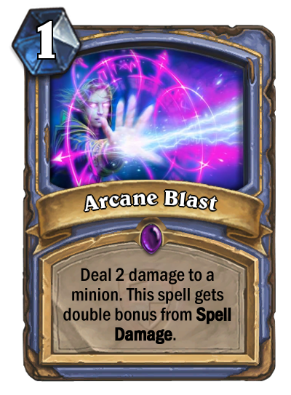 1
Arcane Blast
Deal 2 damage to a
minion. This spell gets
double bonus from Spell
Damage.